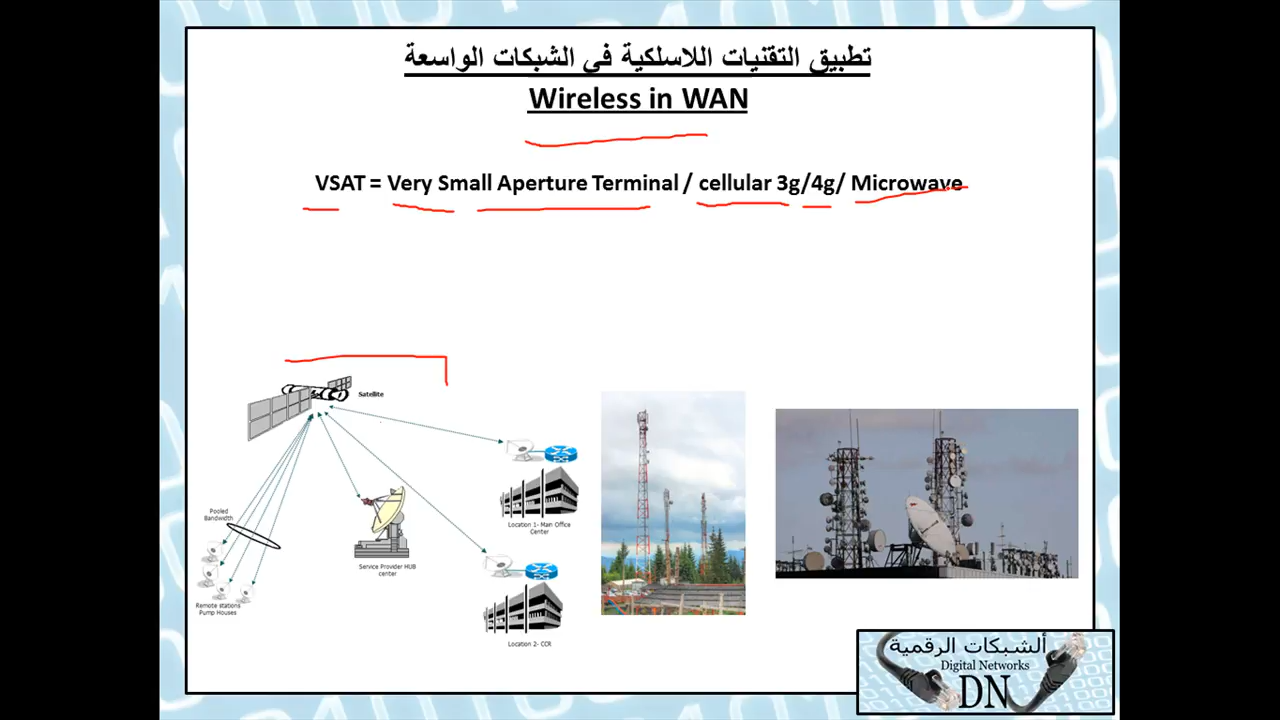 تطبيق التقنيات اللاسلكية في الشبكات الواسعة
Wireless in WAN
VSAT = Very Small Aperture Terminal / cellular 3g/4g/ Microwave
Satellite
Pooled
Bandwidth
Location 1- Main Office
Center
Service Provider HUB
center
Remote stations
Pump Houses
Location 2- CCR
ألشبكات الرقمية
Digital Networks
DN